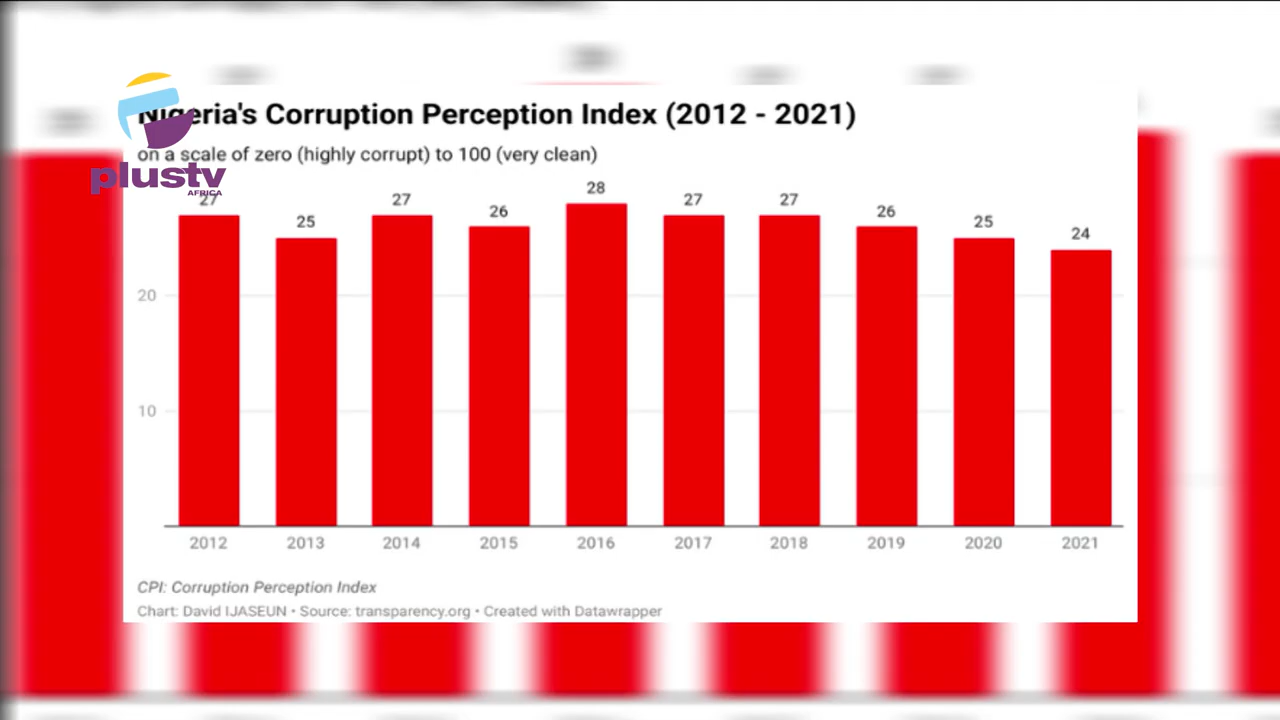 Nigeria's Corruption Perception Index (2012 - 2021)
on a scale of zero (highly corrupt) to 100 (very clean)
plustv
AFRICA
27 25 27 26 28 27 27 26 25 24
20
10
2012 2013 2014 2015 2016 2017 2018 2019 2020 2021
CPI: Corruption Perception Index
Chart: David IJASEUN • Source: transparency.org • Created with Datawrapper